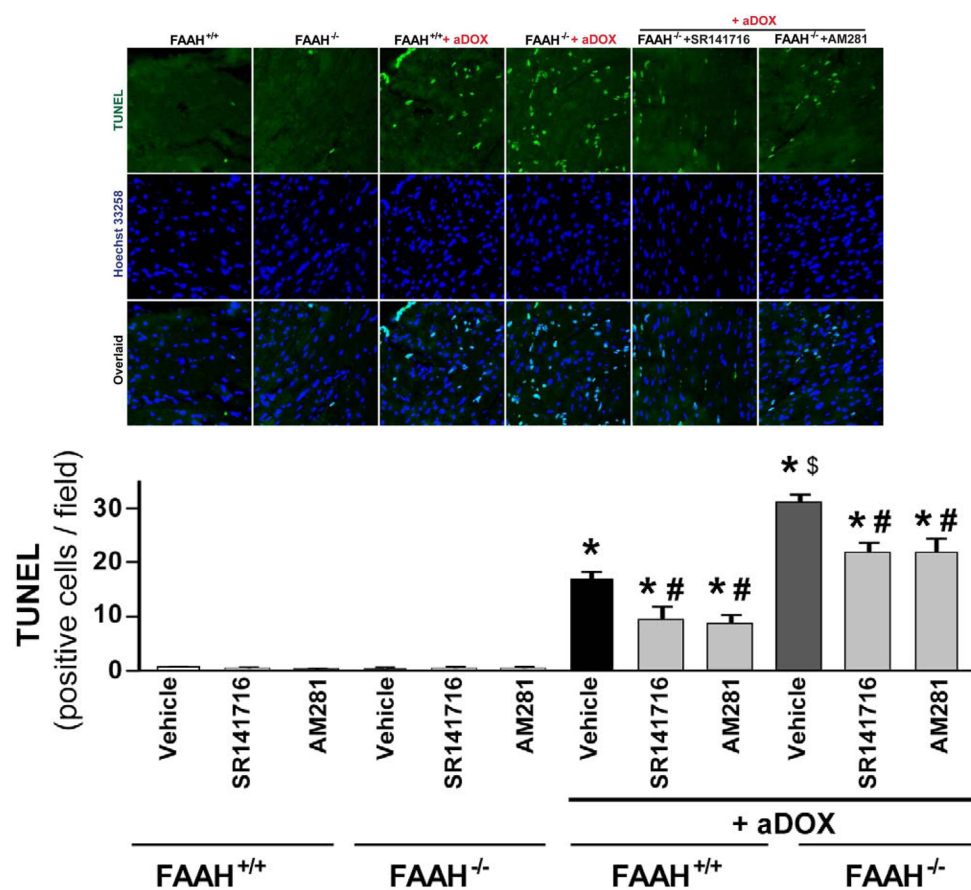 + aDOX
FAAH+/+ FAAH-/- FAAH+/+ + aDOX FAAH-/- + aDOX FAAH-/- +SR141716 FAAH-/- +AM281
TUNEL
Hoechst 33258
Overlaid
TUNEL
(positive cells / field)
30
20
10
0
*
* #
* #
* $
* #
* #
Vehicle SR141716 AM281 Vehicle SR141716 AM281 Vehicle SR141716 AM281 Vehicle SR141716 AM281
+ aDOX
FAAH+/+ FAAH-/- FAAH+/+ FAAH-/-